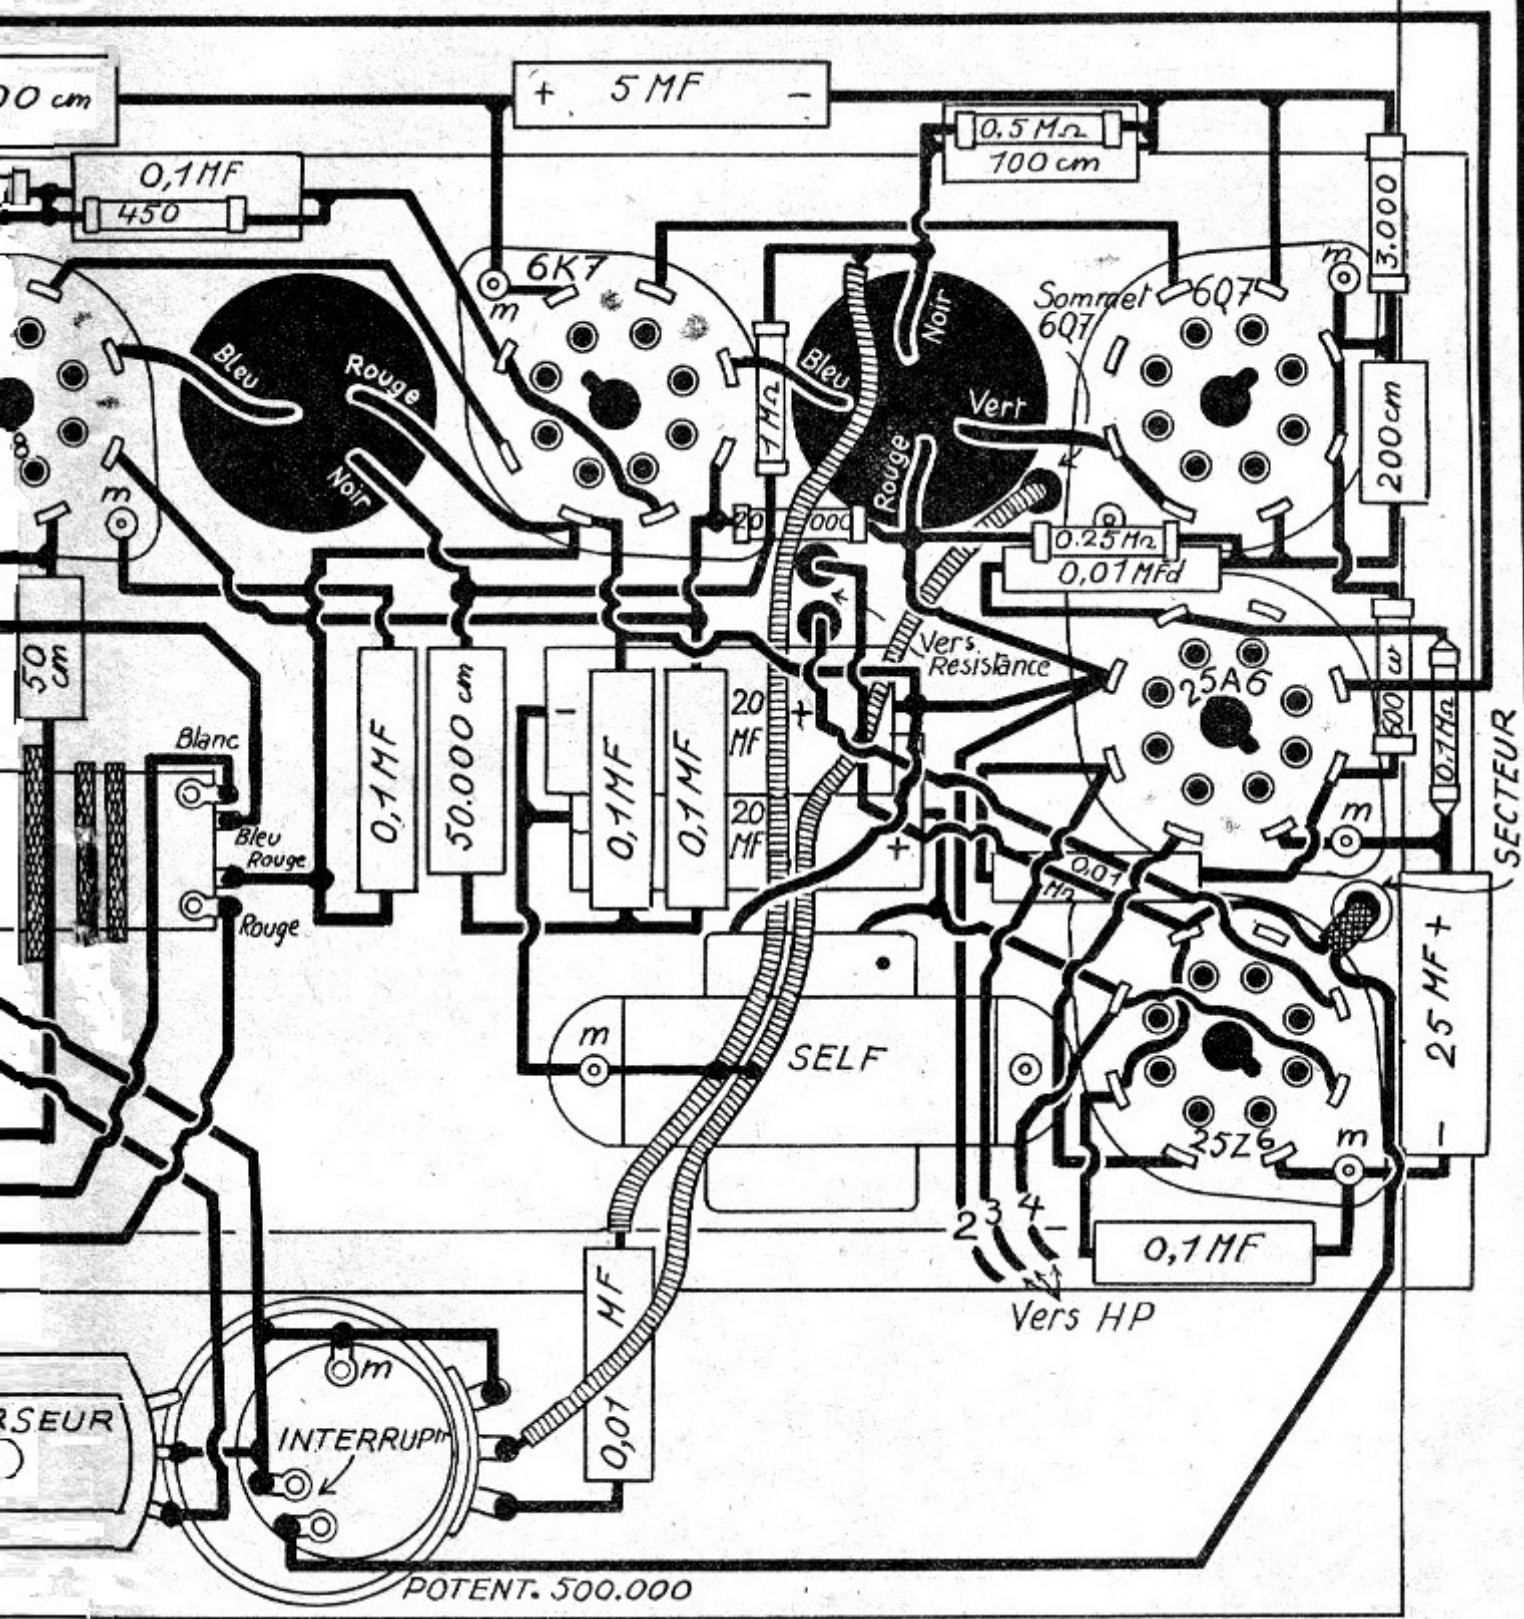 00 cm
+ 5 MF -
0.5 MΩ
100 cm
0,1 MF
450
3.000
6K7
m
Noir
Sommet
6Q7
6Q7
m
Bleu
Rouge
Noir
1 MΩ
Bleu
Vert
Rouge
200 cm
8
m
20 000
0.25 MΩ
0,01 MFd
50
cm
Vers
Resistance
25A6
0.1 MΩ
SECTEUR
Blanc
Bleu
Rouge
Rouge
0,1 MF
50.000 cm
-
0,1 MF
0,1 MF
20
MF
+
20
MF
+
0,01
m
25 MF +
-
m
SELF
25Z6
m
2 3 4
0,1 MF
Vers HP
0,01 MF
m
RSEUR
INTERRUPtr
POTENT. 500.000